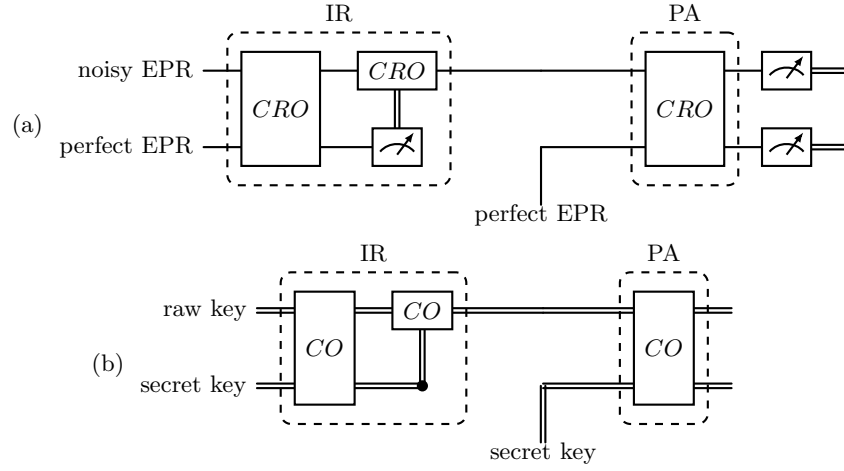 IR PA
noisy EPR CRO CRO CRO
(a)
perfect EPR
perfect EPR
IR PA
raw key CO CO CO
(b)
secret key
secret key